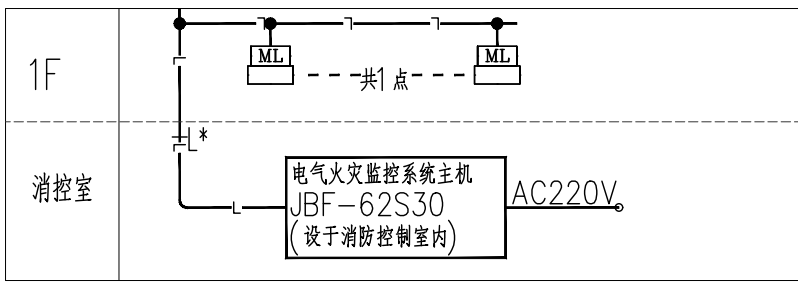 1F
ML
ML
共1点
L*
消控室
L
电气火灾监控系统主机
JBF-62S30
(设于消防控制室内)
AC220V